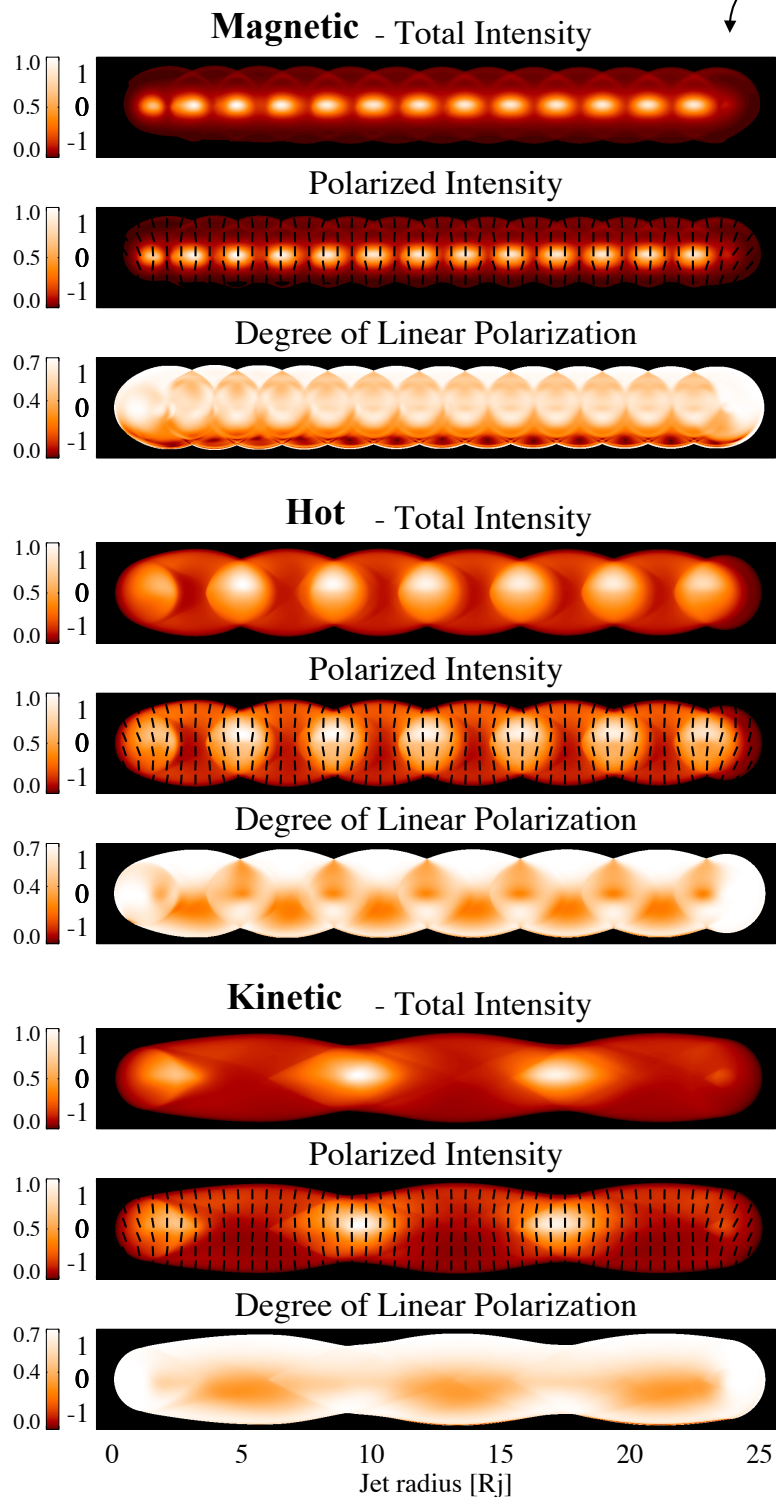 Magnetic - Total Intensity
1.0 1
0.5 0
0.0 -1
Polarized Intensity
1.0 1
0.5 0
0.0 -1
Degree of Linear Polarization
0.7 1
0.4 0
0.0 -1
Hot - Total Intensity
1.0 1
0.5 0
0.0 -1
Polarized Intensity
1.0 1
0.5 0
0.0 -1
Degree of Linear Polarization
0.7 1
0.4 0
0.0 -1
Kinetic - Total Intensity
1.0 1
0.5 0
0.0 -1
Polarized Intensity
1.0 1
0.5 0
0.0 -1
Degree of Linear Polarization
0.7 1
0.4 0
0.0 -1
0 5 10 15 20 25
Jet radius [Rj]